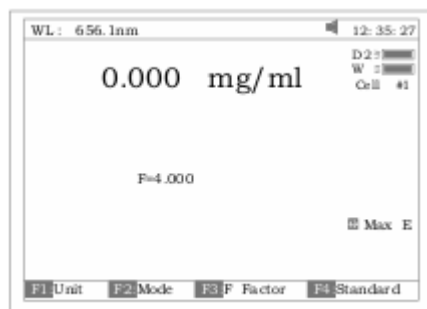 WL: 656.1nm 12:35:27
D2:
0.000 mg/ml
W :
Cell #1
F=4.000
Max E
F1:Unit F2:Mode F3:F Factor F4:Standard